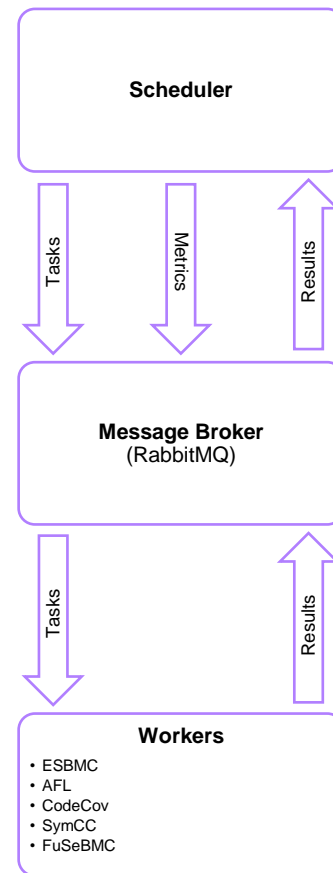 Scheduler
Tasks
Metrics
Results
Message Broker
(RabbitMQ)
Tasks
Results
Workers
• ESBMC
• AFL
• CodeCov
• SymCC
• FuSeBMC